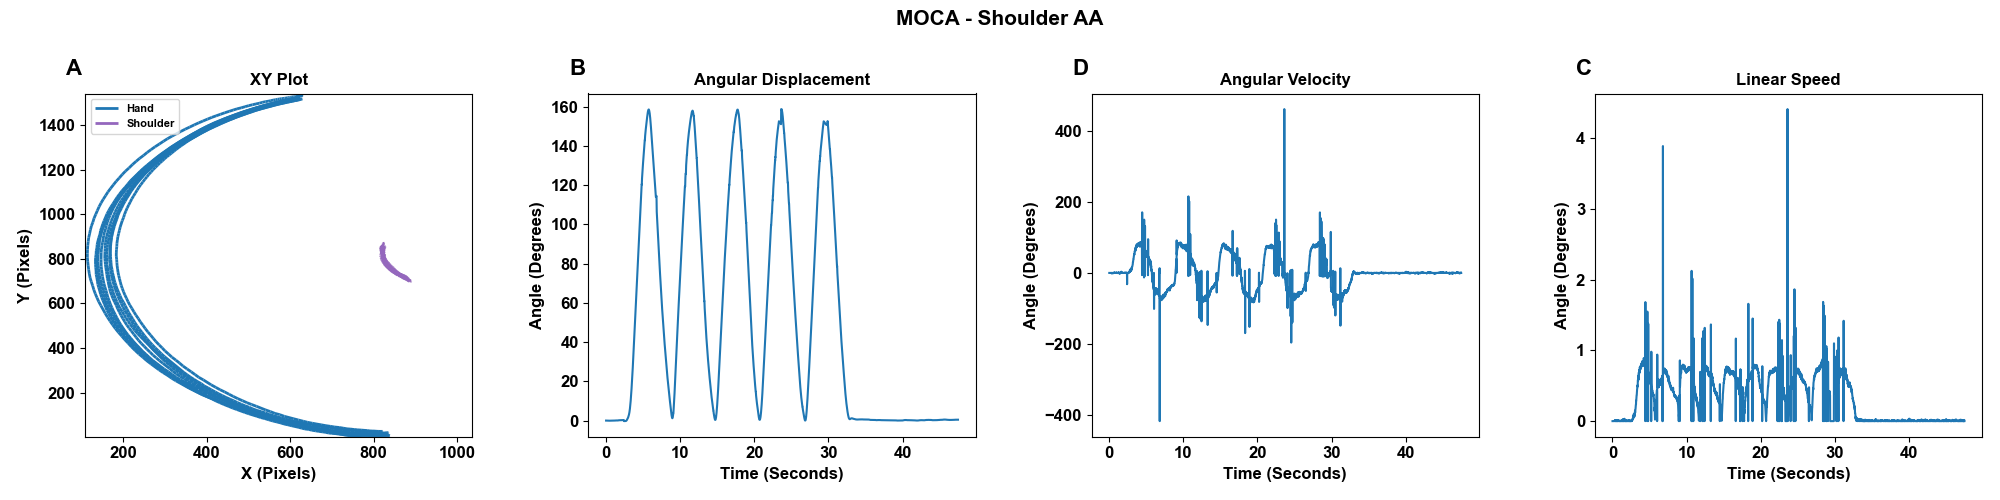 MOCA - Shoulder AA
A
XY Plot
Hand
Shoulder
1400
1200
1000
800
600
400
200
Y (Pixels)
200 400 600 800 1000
X (Pixels)
B
Angular Displacement
160
140
120
100
80
60
40
20
0
Angle (Degrees)
0 10 20 30 40
Time (Seconds)
D
Angular Velocity
400
200
0
−200
−400
Angle (Degrees)
0 10 20 30 40
Time (Seconds)
C
Linear Speed
4
3
2
1
0
Angle (Degrees)
0 10 20 30 40
Time (Seconds)